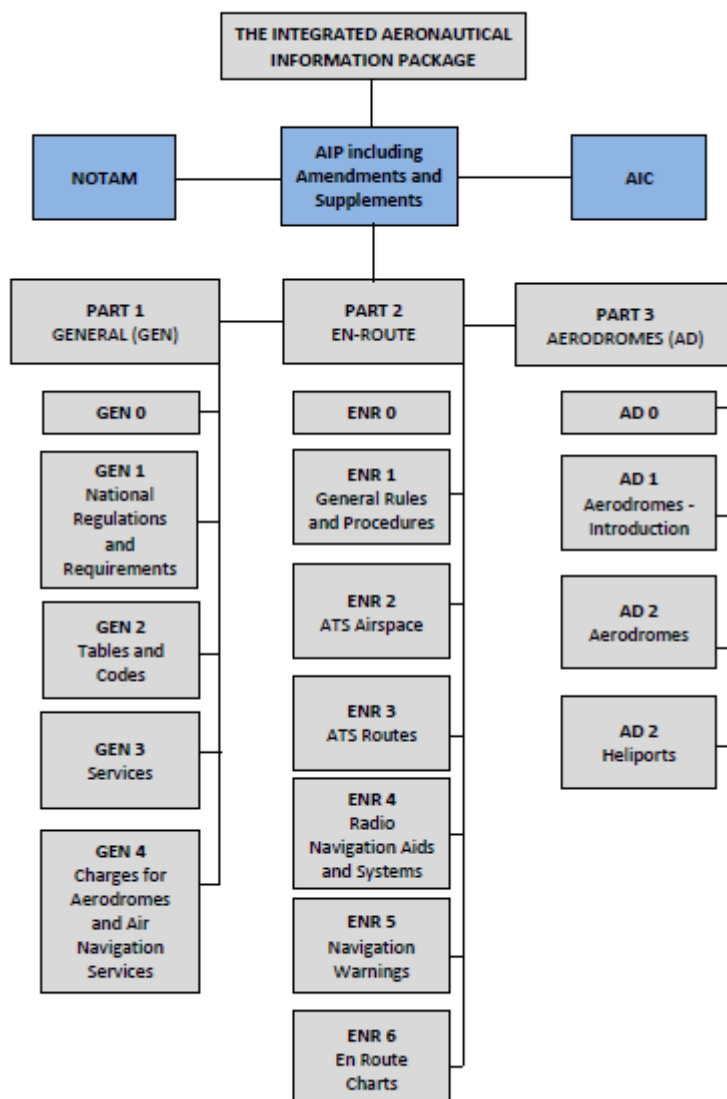 THE INTEGRATED AERONAUTICAL
INFORMATION PACKAGE
NOTAM
AIP including
Amendments and
Supplements
AIC
PART 1
GENERAL (GEN)
PART 2
EN-ROUTE
PART 3
AERODROMES (AD)
GEN 0
GEN 1
National
Regulations
and
Requirements
GEN 2
Tables and
Codes
GEN 3
Services
GEN 4
Charges for
Aerodromes
and Air
Navigation
Services
ENR 0
ENR 1
General Rules
and Procedures
ENR 2
ATS Airspace
ENR 3
ATS Routes
ENR 4
Radio
Navigation Aids
and Systems
ENR 5
Navigation
Warnings
ENR 6
En Route
Charts
AD 0
AD 1
Aerodromes -
Introduction
AD 2
Aerodromes
AD 2
Heliports